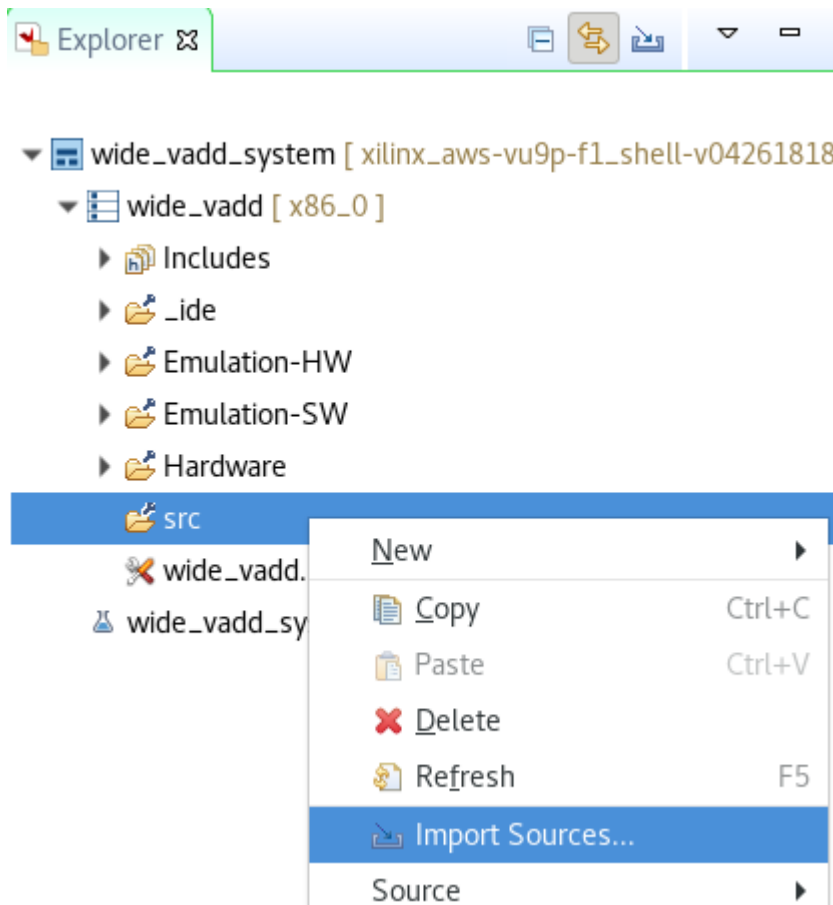 Explorer
wide_vadd_system [ xilinx_aws-vu9p-f1_shell-v04261818
wide_vadd [ x86_0 ]
Includes
_ide
Emulation-HW
Emulation-SW
Hardware
src
New
wide_vadd.
Copy Ctrl+C
wide_vadd_sy
Paste Ctrl+V
Delete
Refresh F5
Import Sources...
Source